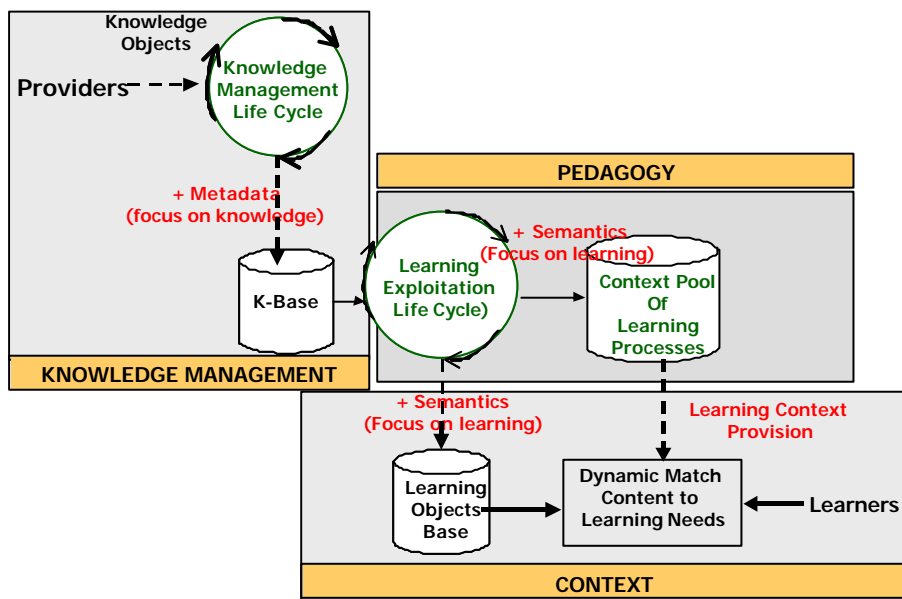 Knowledge
Objects
Providers
Knowledge
Management
Life Cycle
+ Metadata
(focus on knowledge)
K-Base
KNOWLEDGE MANAGEMENT
PEDAGOGY
+ Semantics
(Focus on learning)
Learning
Exploitation
Life Cycle)
Context Pool
Of
Learning
Processes
+ Semantics
(Focus on learning)
Learning Context
Provision
Learning
Objects
Base
Dynamic Match
Content to
Learning Needs
Learners
CONTEXT